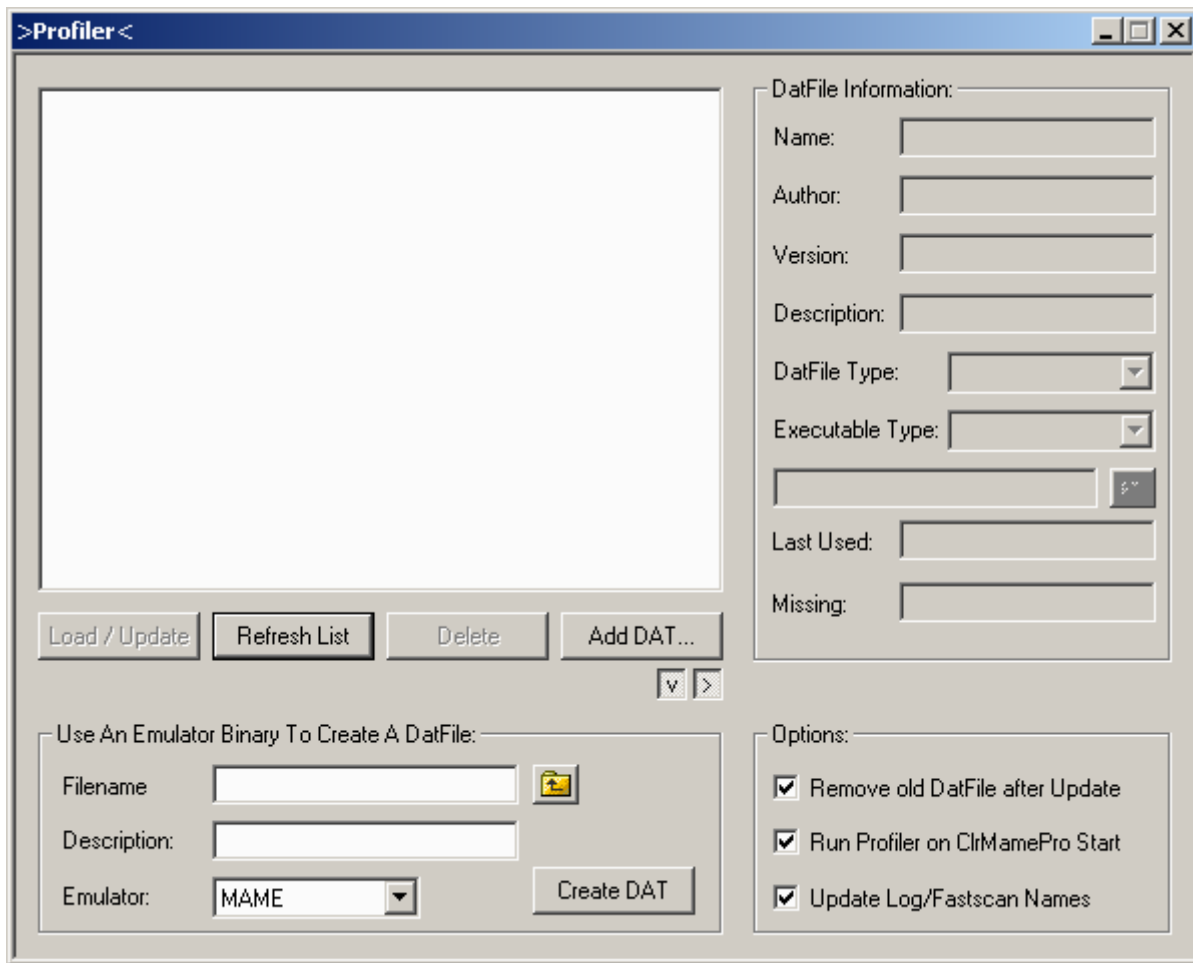 >Profiler<
DatFile Information:
Name:
Author:
Version:
Description:
DatFile Type:
Executable Type:
Last Used:
Missing:
Load / Update
Refresh List
Delete
Add DAT...
v
>
Use An Emulator Binary To Create A DatFile:
Filename
Description:
Emulator:
MAME
Create DAT
Options:
Remove old DatFile after Update
Run Profiler on ClrMamePro Start
Update Log/Fastscan Names